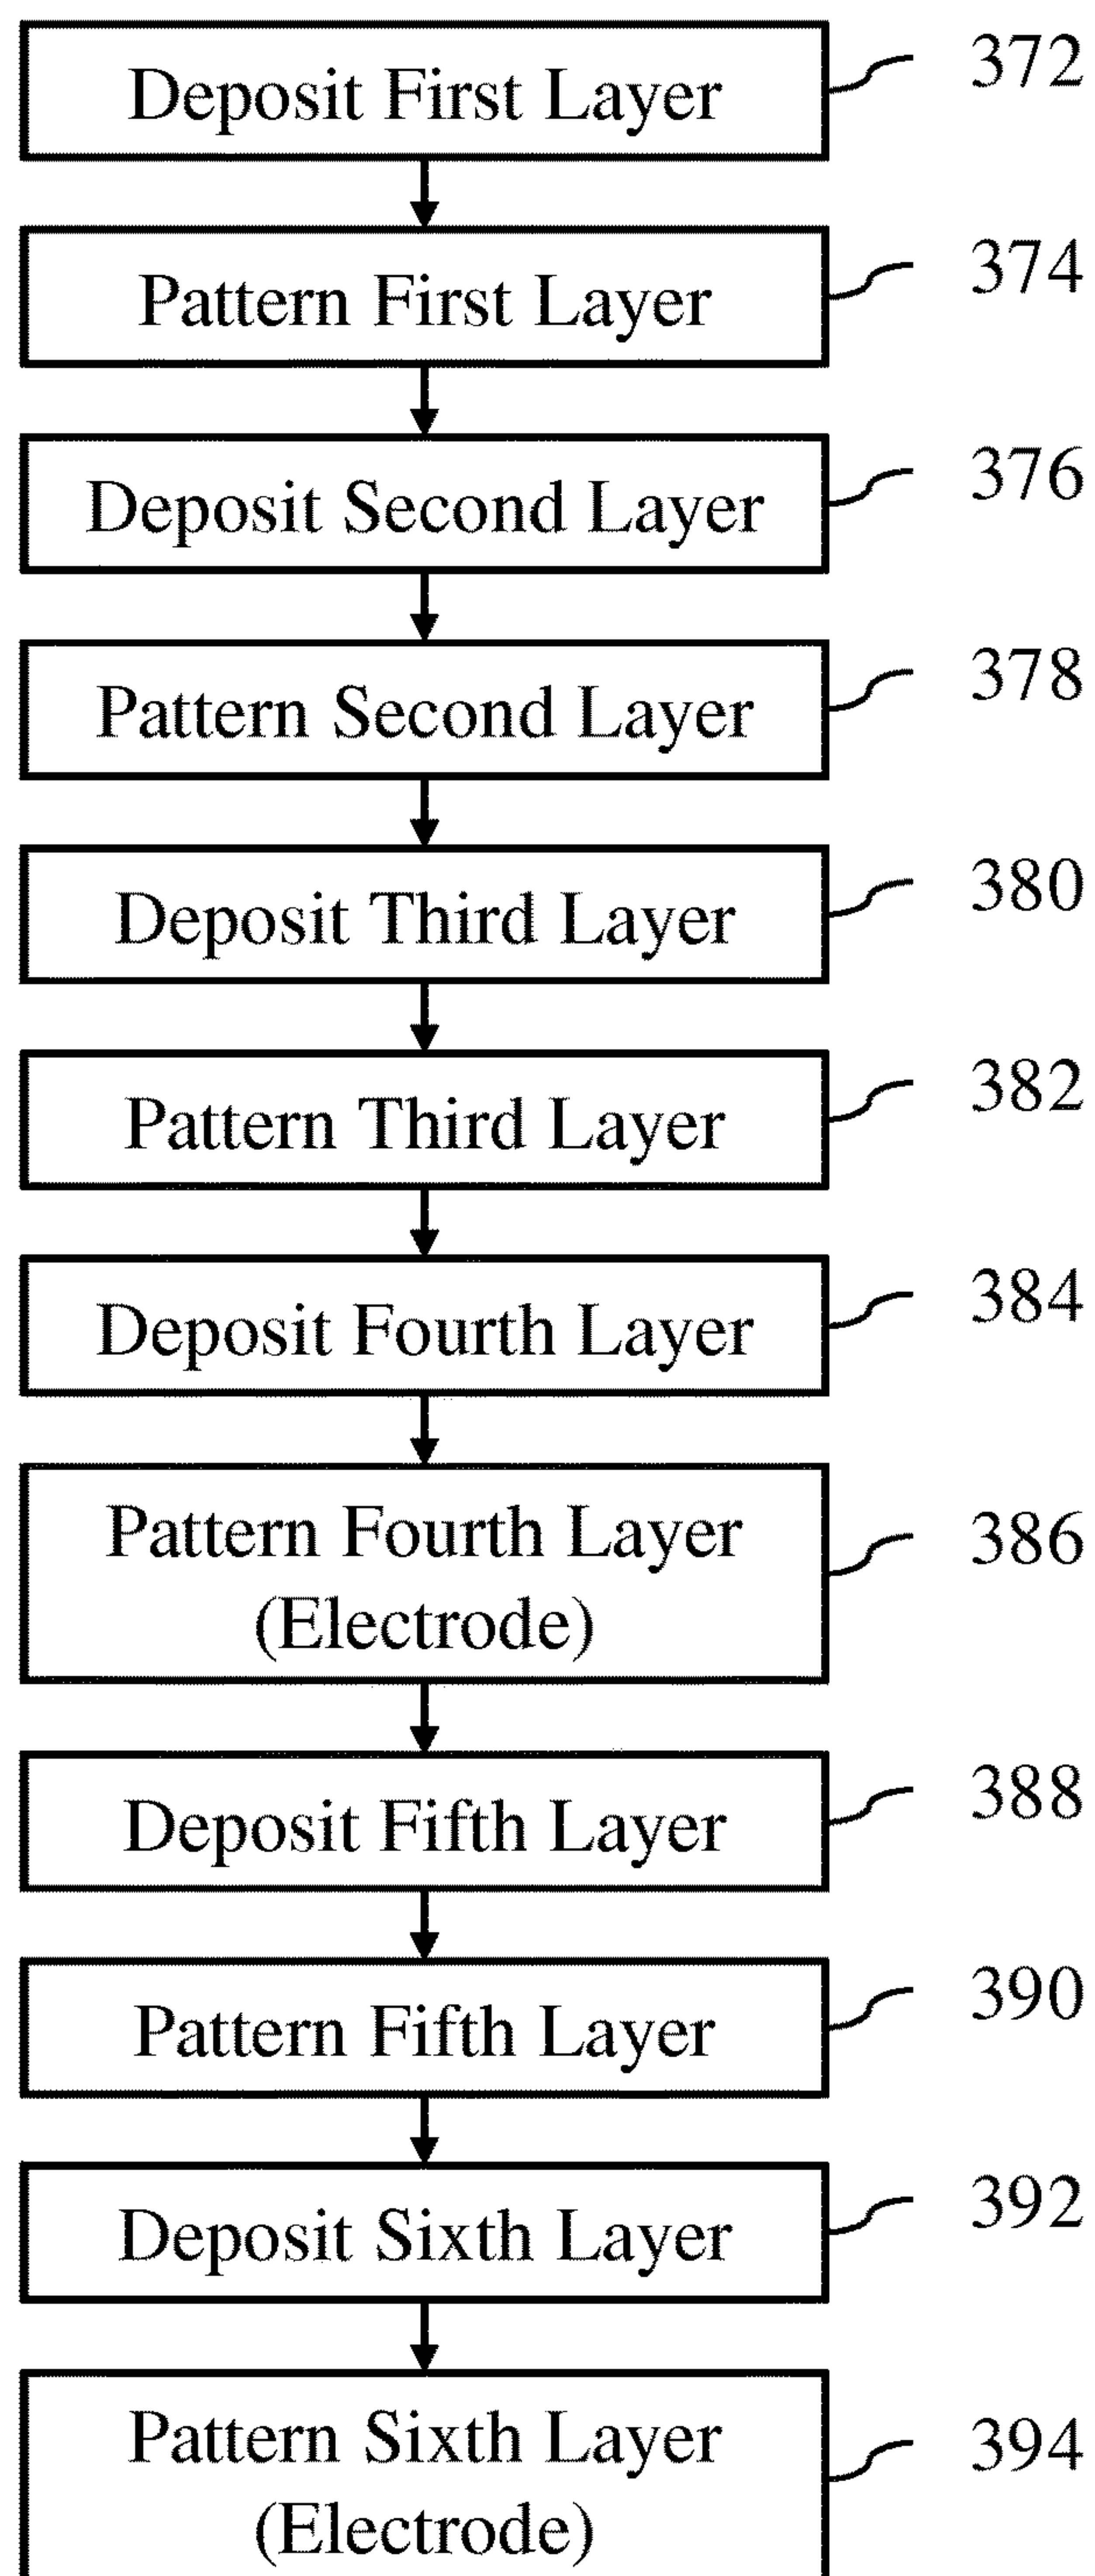 Deposit First Layer
372
Pattern First Layer
374
Deposit Second Layer
376
Pattern Second Layer
378
Deposit Third Layer
380
Pattern Third Layer
382
Deposit Fourth Layer
384
Pattern Fourth Layer
(Electrode)
386
Deposit Fifth Layer
388
Pattern Fifth Layer
390
Deposit Sixth Layer
392
Pattern Sixth Layer
(Electrode)
394